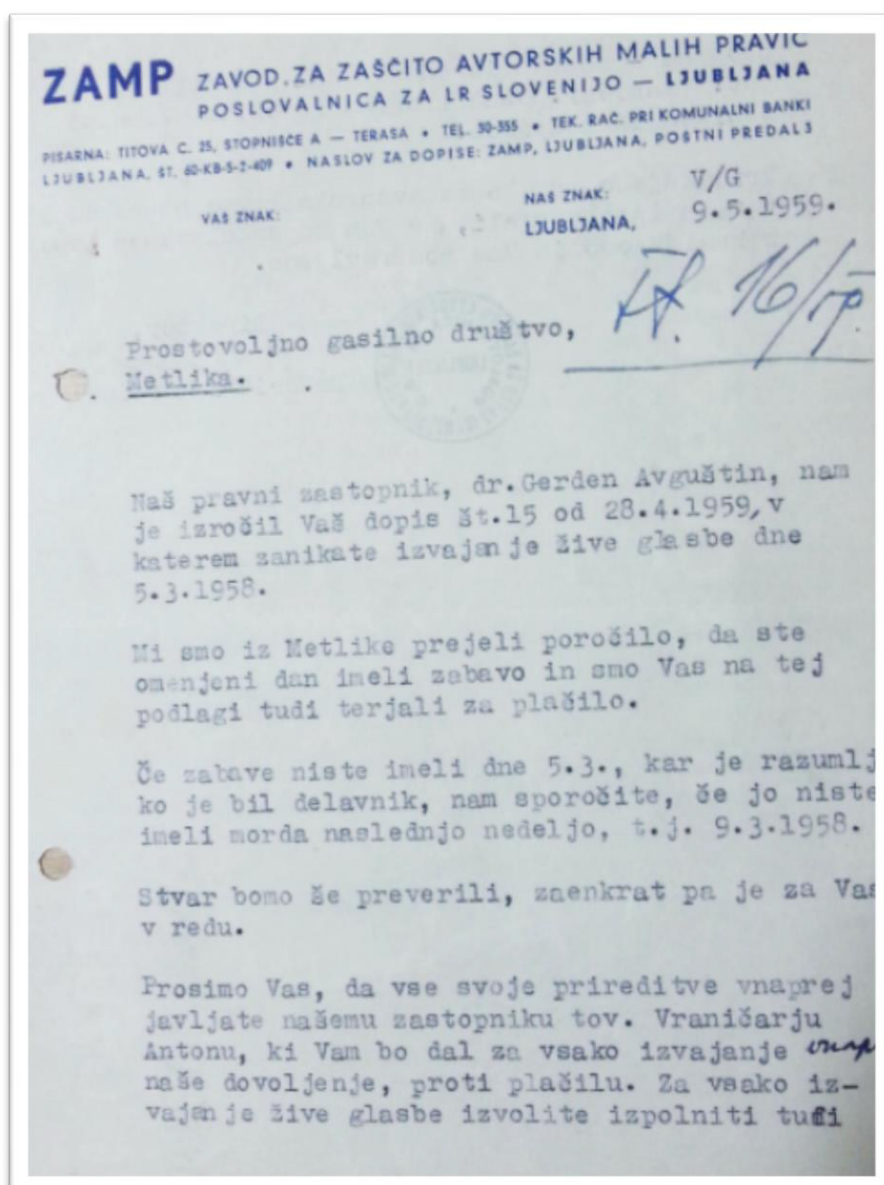 ZAMP ZAVOD ZA ZAŠČITO AVTORSKIH MALIH PRAVIC
POSLOVALNICA ZA LR SLOVENIJO — LJUBLJANA
PISARNA: TITOVA C. 25, STOPNIŠČE A — TERASA • TEL. 30-355 • TEK. RAČ. PRI KOMUNALNI BANKI
LJUBLJANA, ŠT. 60-KB-5-2-409 • NASLOV ZA DOPISE: ZAMP, LJUBLJANA, POŠTNI PREDAL 3
VAŠ ZNAK:
NAŠ ZNAK: V/G
LJUBLJANA, 9.5.1959.
16/
Prostovoljno gasilno društvo,
Metlika.
Naš pravni zastopnik, dr.Gerden Avguštin, nam
je izročil Vaš dopis št.15 od 28.4.1959,v
katerem zanikate izvajanje žive glasbe dne
5.3.1958.
Mi smo iz Metlike prejeli poročilo, da ste
omenjeni dan imeli zabavo in smo Vas na tej
podlagi tudi terjali za plačilo.
Če zabave niste imeli dne 5.3., kar je razumlj
ko je bil delavnik, nam sporočite, če jo niste
imeli morda naslednjo nedeljo, t.j. 9.3.1958.
Stvar bomo še preverili, zaenkrat pa je za Vas
v redu.
Prosimo Vas, da vse svoje prireditve vnaprej
javljate našemu zastopniku tov. Vraničarju
Antonu, ki Vam bo dal za vsako izvajanje vnap
naše dovoljenje, proti plačilu. Za vsako iz-
vajanje žive glasbe izvolite izpolniti tudi